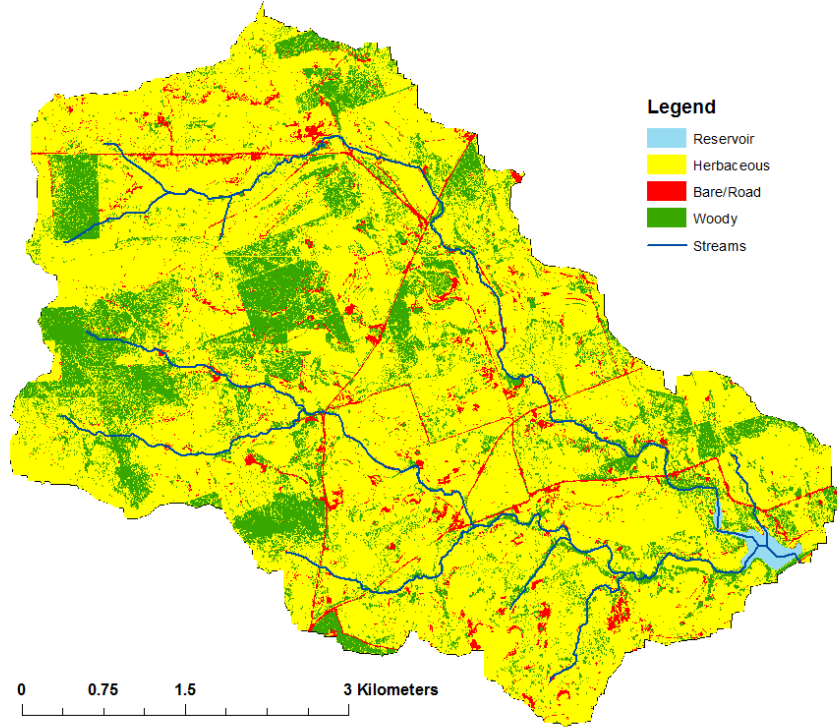 Legend
Reservoir
Herbaceous
Bare/Road
Woody
Streams
0 0.75 1.5 3 Kilometers